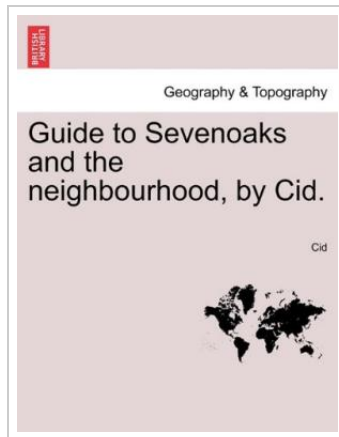 BRITISH
LIBRARY
Geography & Topography
Guide to Sevenoaks
and the
neighbourhood, by Cid.
Cid